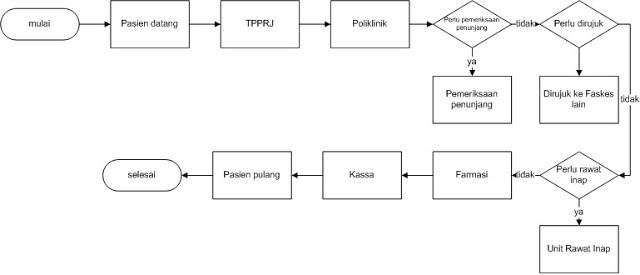 mulai
Pasien datang
TPPRJ
Poliklinik
Perlu pemeriksaan
penunjang
tidak
Perlu dirujuk
ya
tidak
Pemeriksaan
penunjang
Dirujuk ke Faskes
lain
selesai
Pasien pulang
Kassa
Farmasi
tidak
Perlu rawat
inap
ya
Unit Rawat Inap